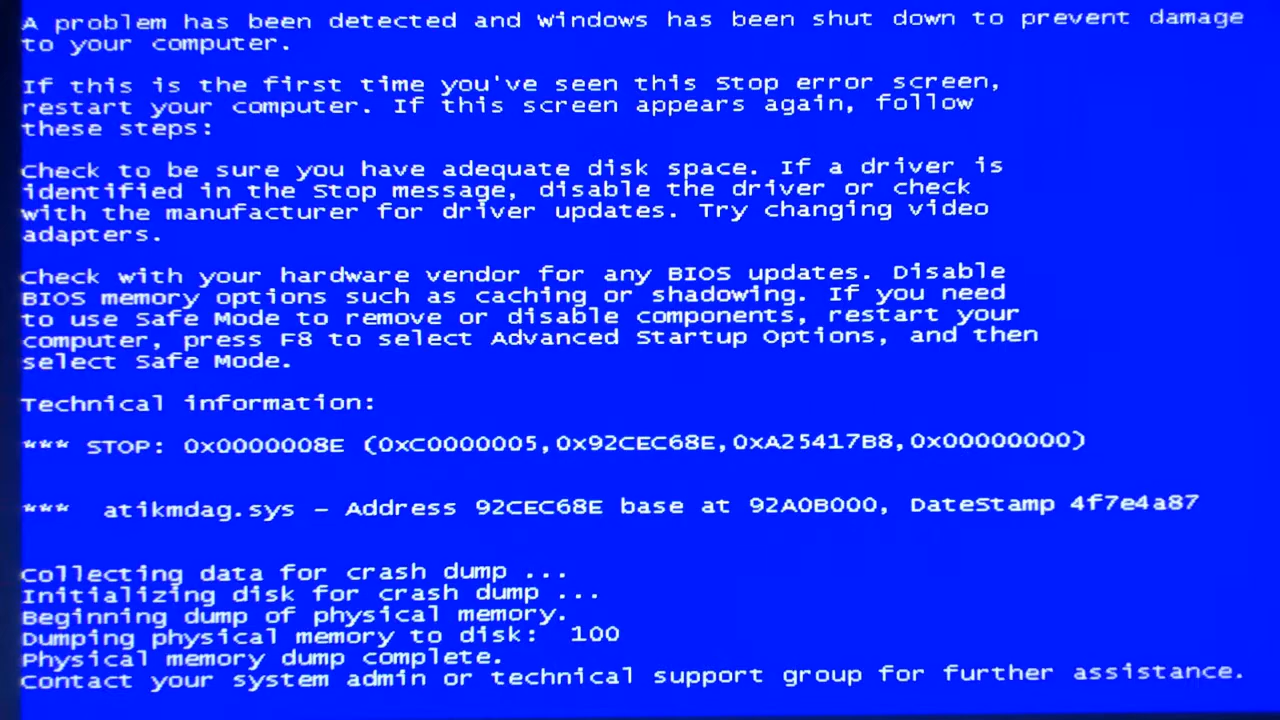 A problem has been detected and Windows has been shut down to prevent damage
to your computer.
If this is the first time you've seen this Stop error screen,
restart your computer. If this screen appears again, follow
these steps:
Check to be sure you have adequate disk space. If a driver is
identified in the Stop message, disable the driver or check
with the manufacturer for driver updates. Try changing video
adapters.
Check with your hardware vendor for any BIOS updates. Disable
BIOS memory options such as caching or shadowing. If you need
to use Safe Mode to remove or disable components, restart your
computer, press F8 to select Advanced Startup Options, and then
select Safe Mode.
Technical information:
*** STOP: 0x0000008E (0xC0000005,0x92CEC68E,0xA25417B8,0x00000000)
*** atikmdag.sys – Address 92CEC68E base at 92A0B000, DateStamp 4f7e4a87
Collecting data for crash dump ...
Initializing disk for crash dump ...
Beginning dump of physical memory.
Dumping physical memory to disk: 100
Physical memory dump complete.
Contact your system admin or technical support group for further assistance.